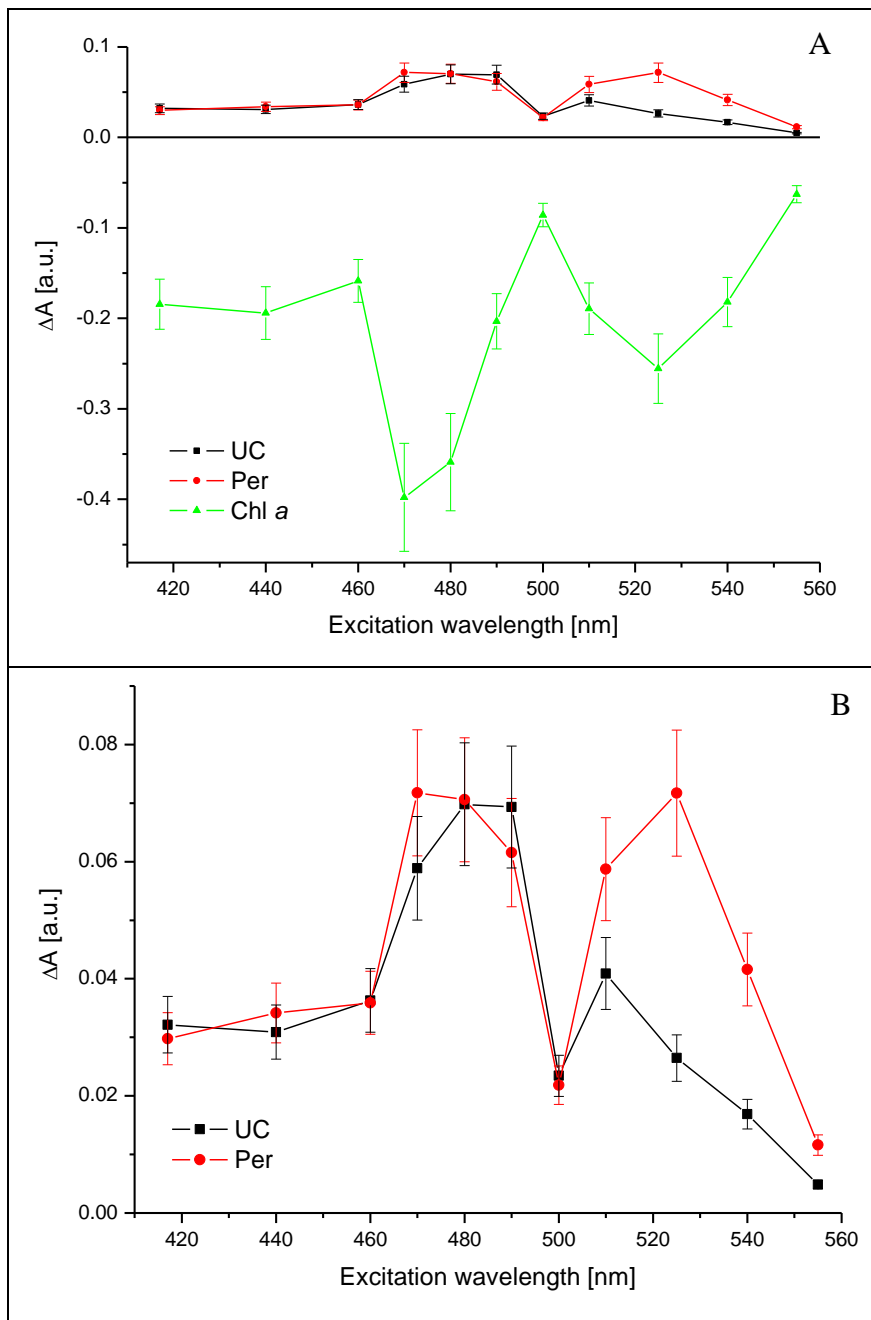 A
0.1
0.0
-0.1
-0.2
-0.3
-0.4
ΔA [a.u.]
UC
Per
Chl a
420 440 460 480 500 520 540 560
Excitation wavelength [nm]
B
0.08
0.06
0.04
0.02
0.00
ΔA [a.u.]
UC
Per
420 440 460 480 500 520 540 560
Excitation wavelength [nm]